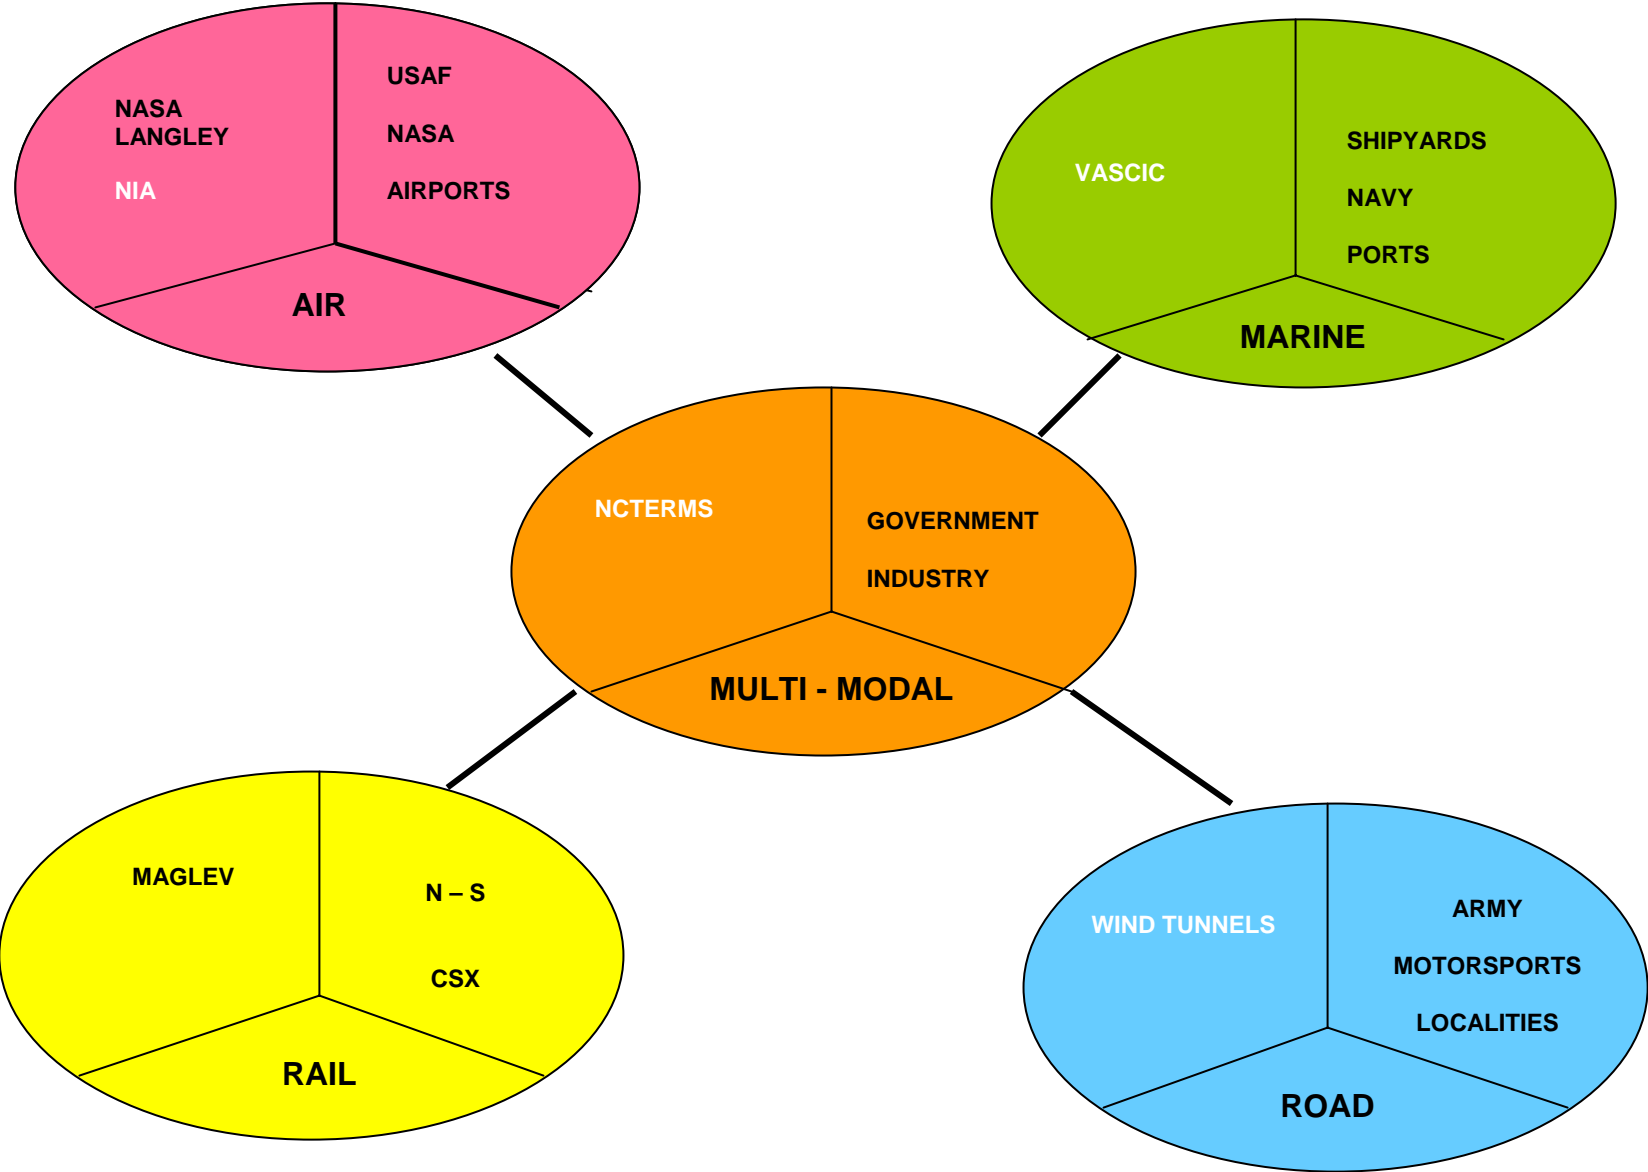 NASA
LANGLEY
NIA
USAF
NASA
AIRPORTS
AIR
VASCIC
SHIPYARDS
NAVY
PORTS
MARINE
NCTERMS
GOVERNMENT
INDUSTRY
MULTI - MODAL
MAGLEV
N – S
CSX
RAIL
WIND TUNNELS
ARMY
MOTORSPORTS
LOCALITIES
ROAD